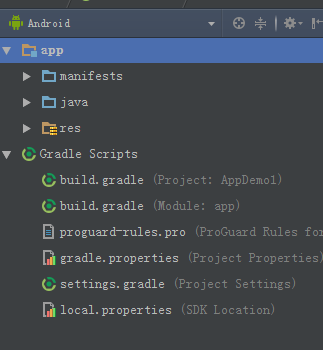 Android
app
manifests
java
res
Gradle Scripts
build.gradle (Project: AppDemo1)
build.gradle (Module: app)
proguard-rules.pro (ProGuard Rules for
gradle.properties (Project Properties)
settings.gradle (Project Settings)
local.properties (SDK Location)